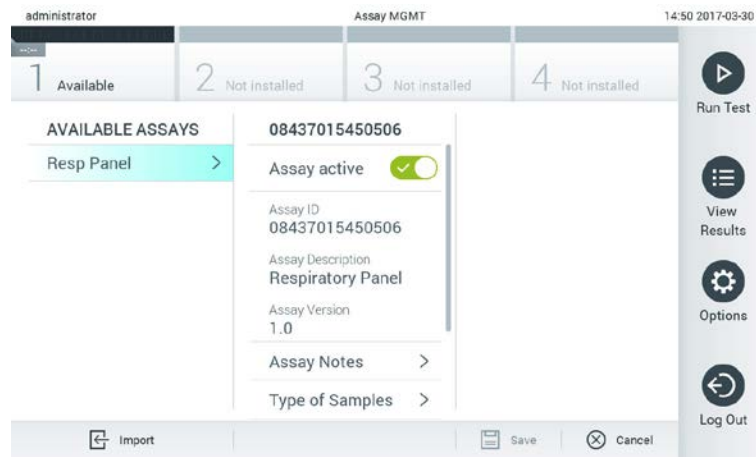 administrator Assay MGMT 14:50 2017-03-30
--:--
1 Available 2 Not installed 3 Not installed 4 Not installed
Run Test
AVAILABLE ASSAYS
Resp Panel
08437015450506
Assay active
Assay ID
08437015450506
Assay Description
Respiratory Panel
Assay Version
1.0
Assay Notes
Type of Samples
View
Results
Options
Log Out
Import Save Cancel